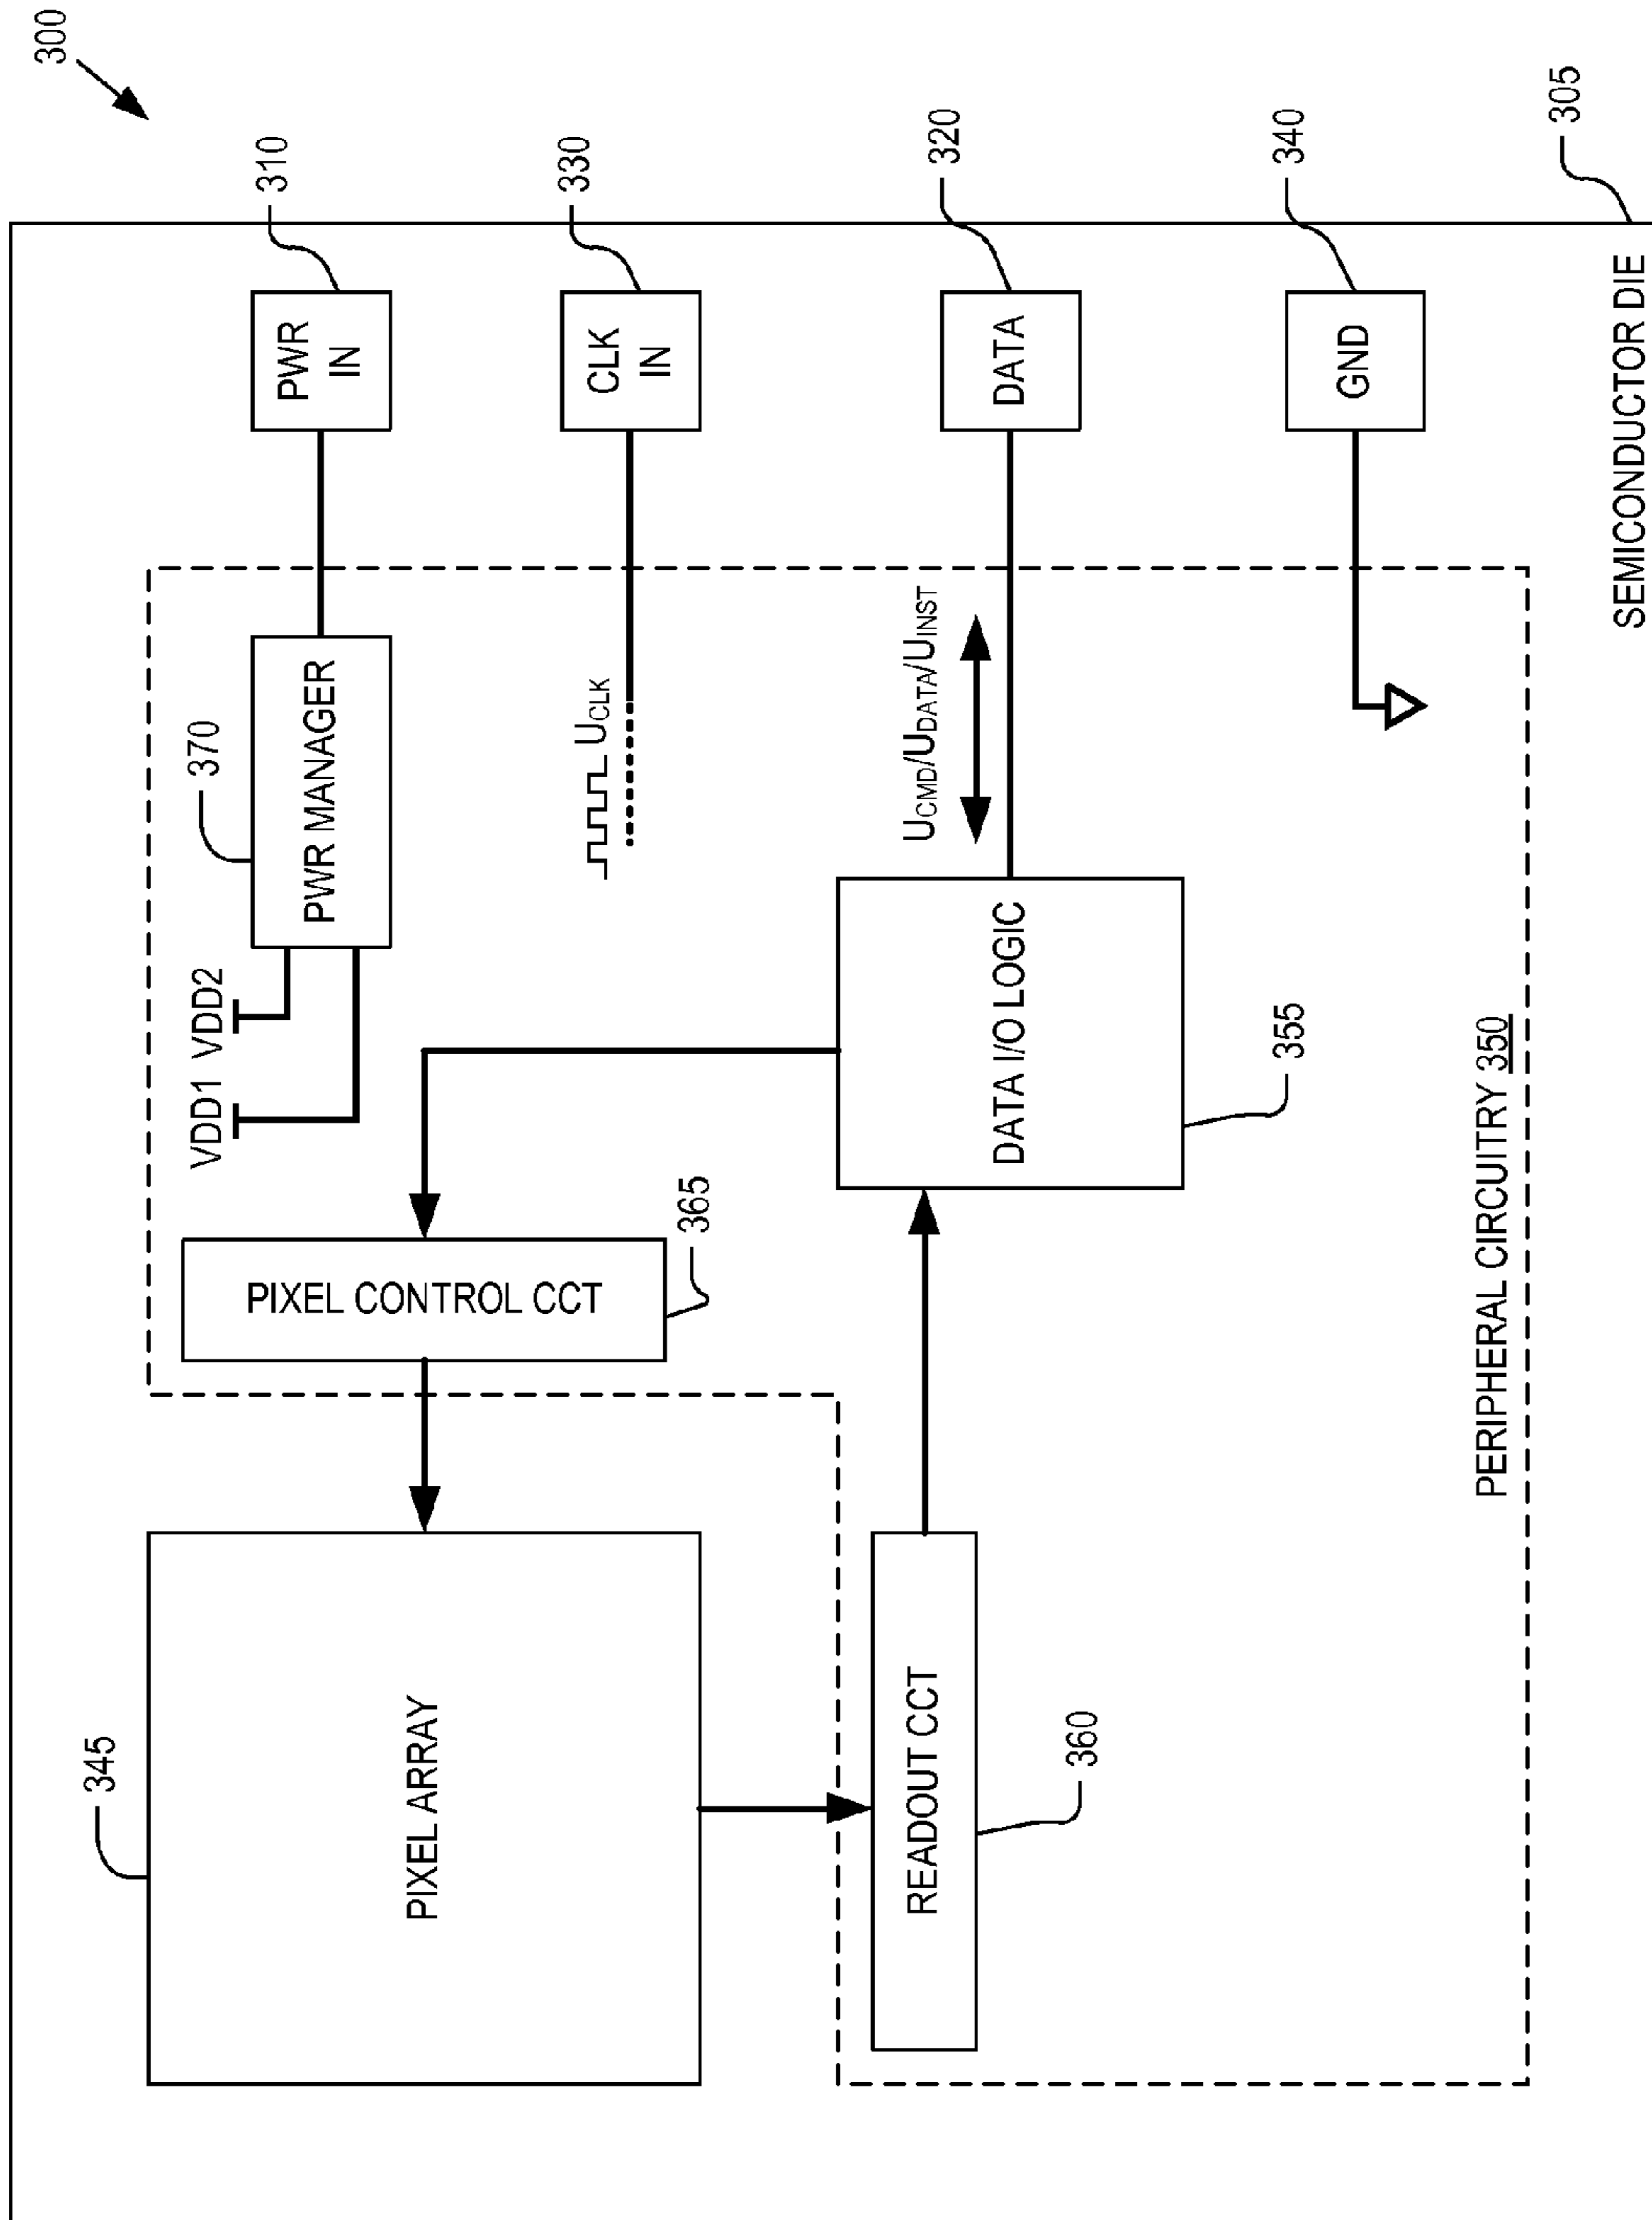 300
345
PIXEL ARRAY
PIXEL CONTROL CCT
365
VDD1 VDD2
370
PWR MANAGER
PWR
IN
310
UCLK
CLK
IN
330
READOUT CCT
360
DATA I/O LOGIC
355
UCMD/UDATA/UINST
DATA
320
GND
340
PERIPHERAL CIRCUITRY 350
SEMICONDUCTOR DIE
305